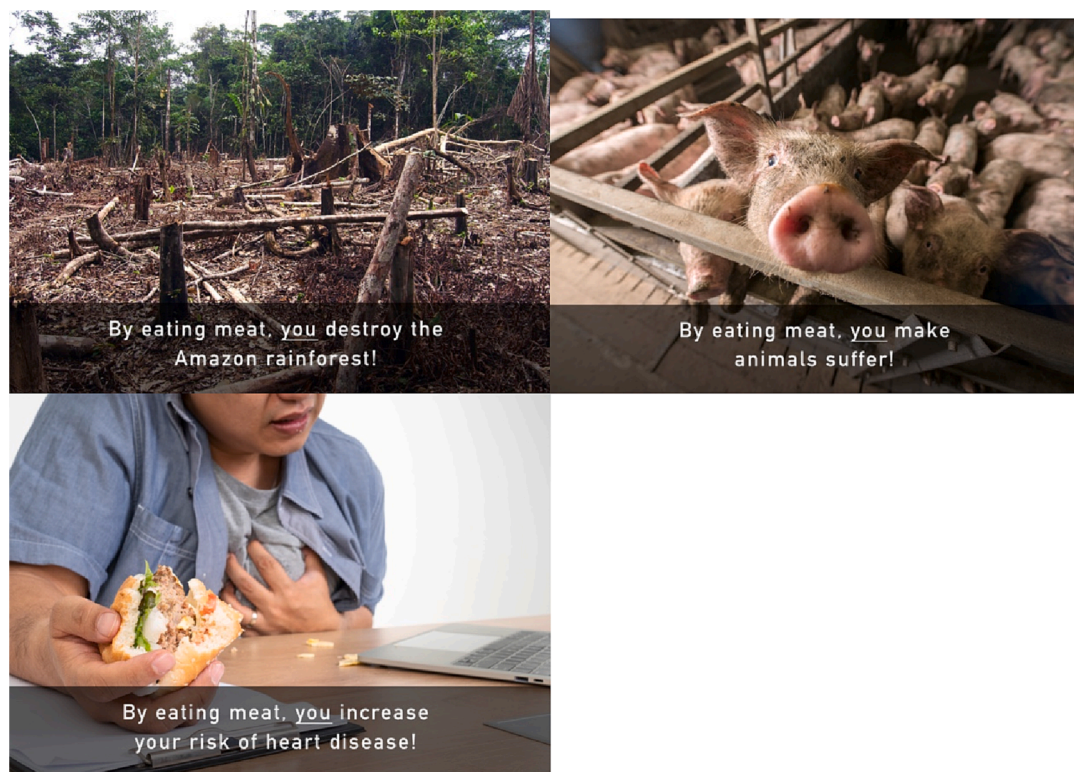 By eating meat, you destroy the
Amazon rainforest!
By eating meat, you make
animals suffer!
By eating meat, you increase
your risk of heart disease!